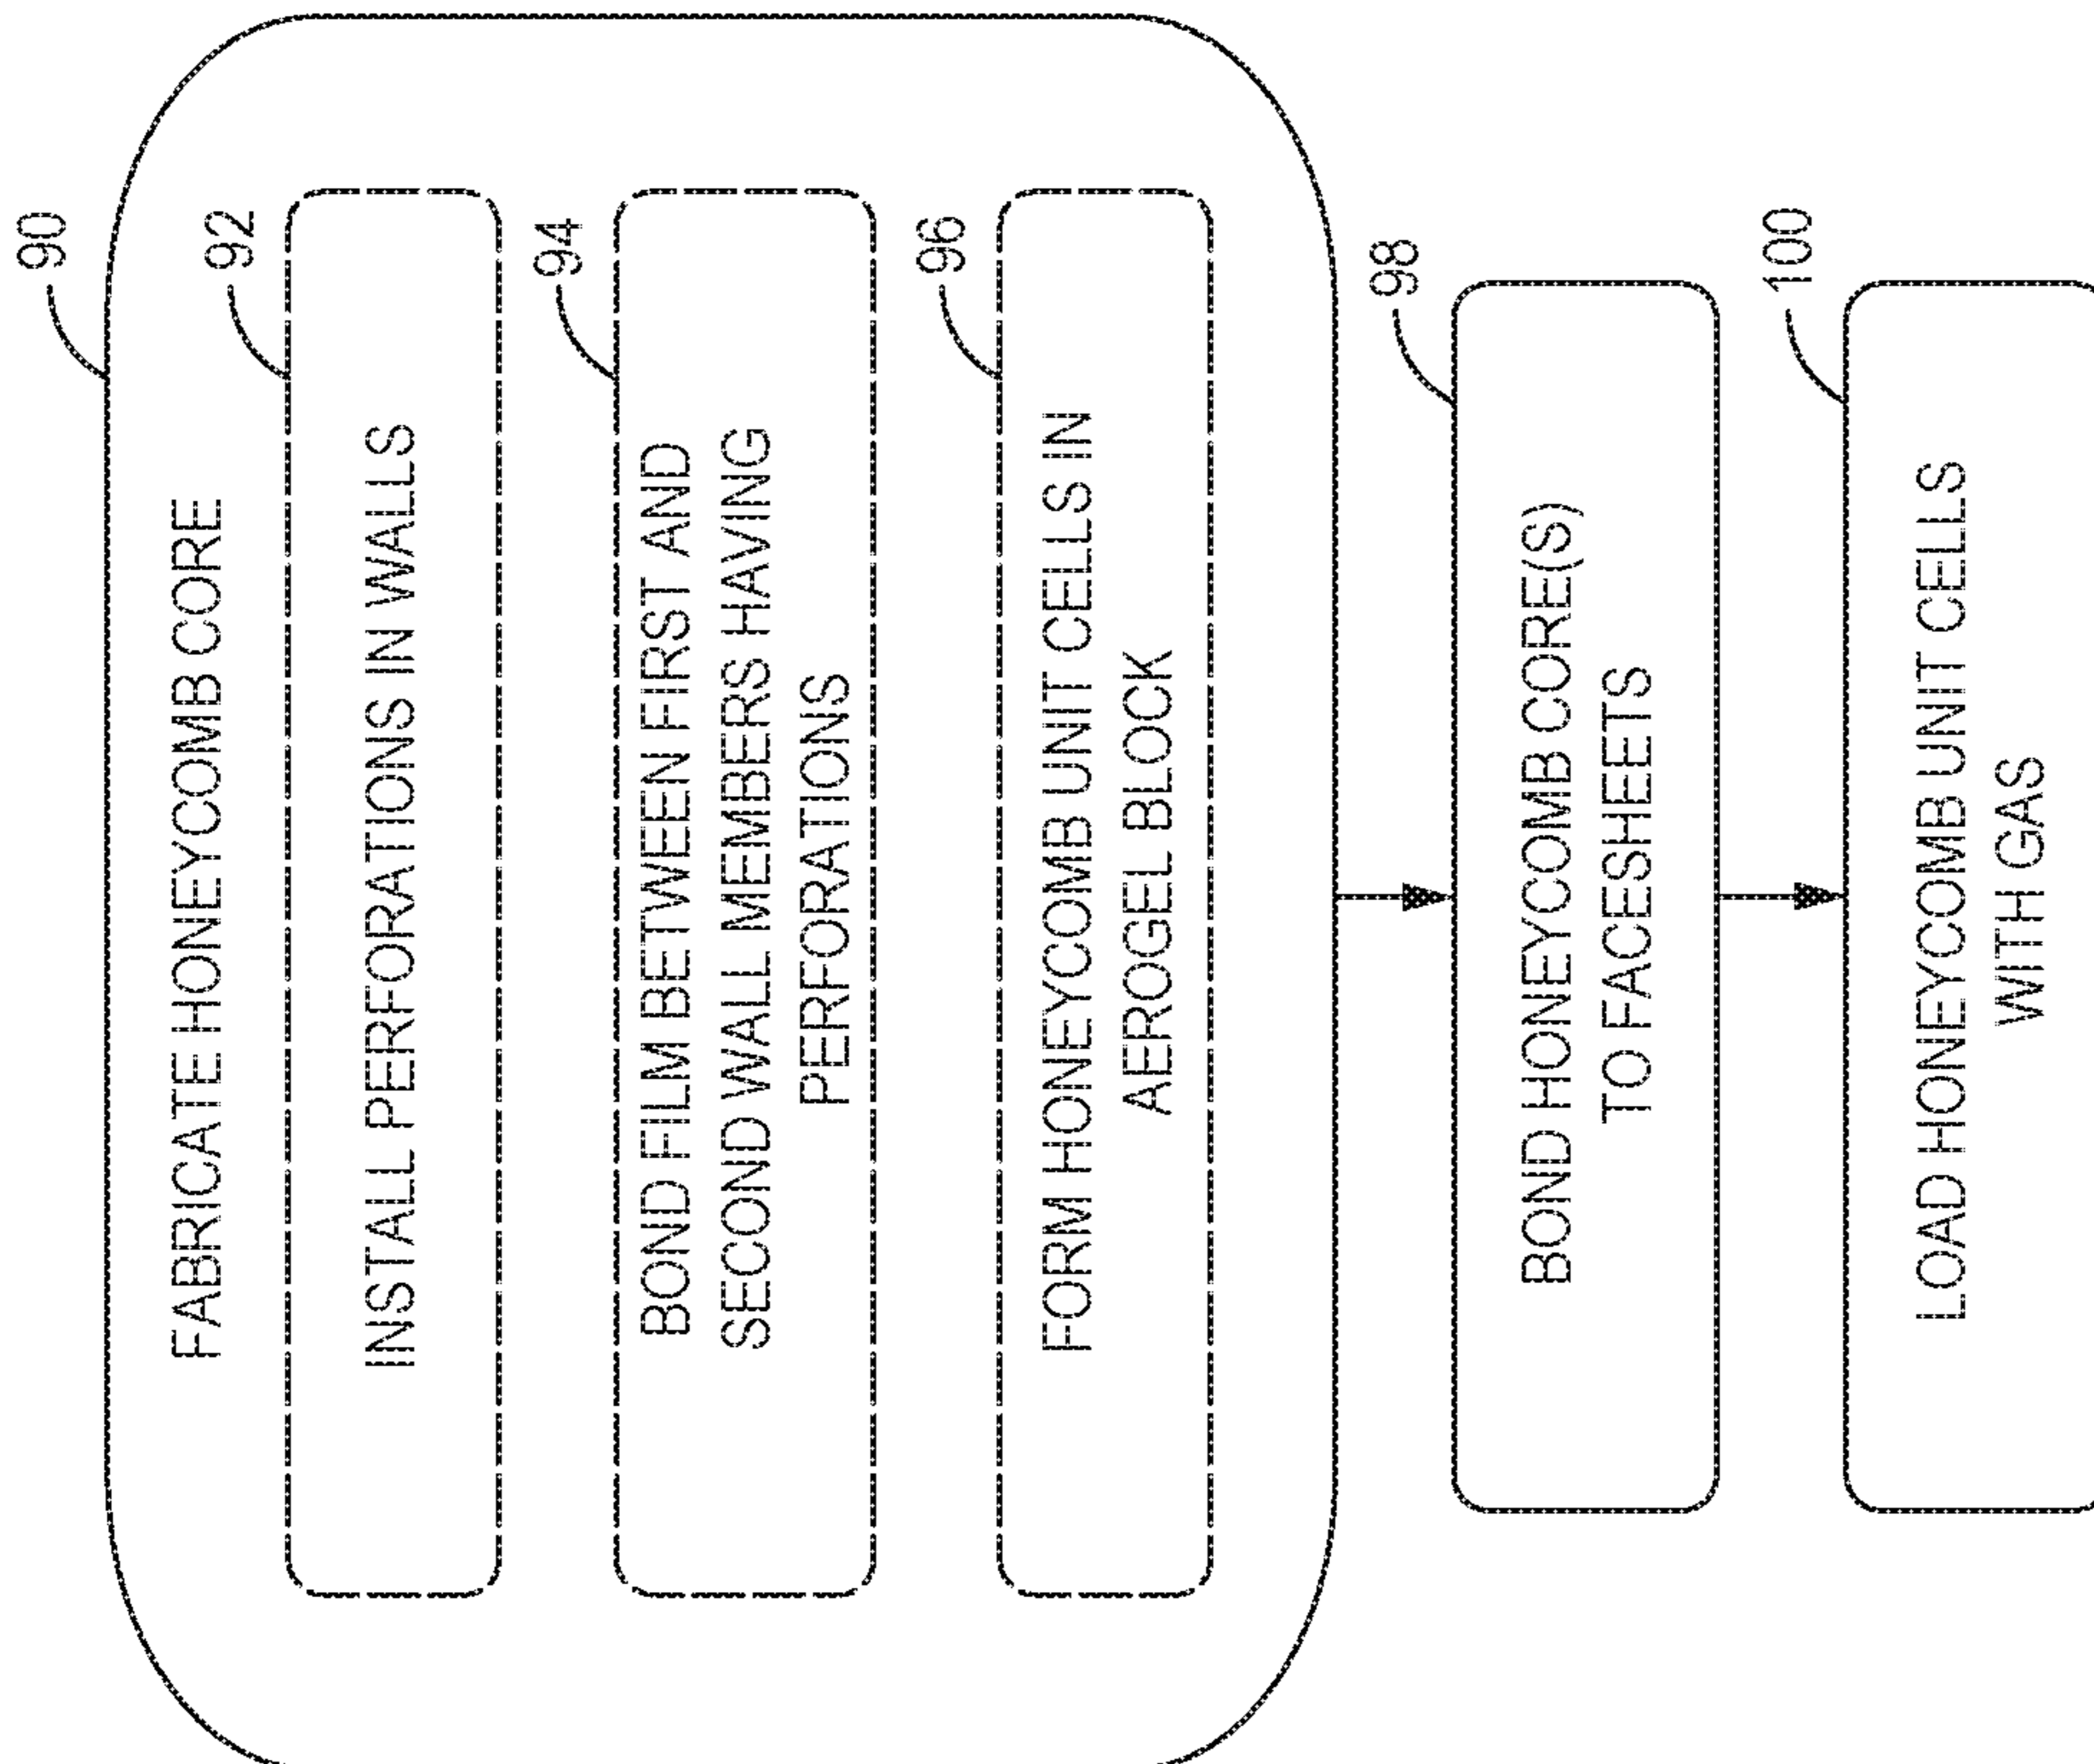 90
FABRICATE HONEYCOMB CORE
92
INSTALL PERFORATIONS IN WALLS
94
BOND FILM BETWEEN FIRST AND
SECOND WALL MEMBERS HAVING
PERFORATIONS
96
FORM HONEYCOMB UNIT CELLS IN
AEROGEL BLOCK
98
BOND HONEYCOMB CORE(S)
TO FACESHEETS
100
LOAD HONEYCOMB UNIT CELLS
WITH GAS